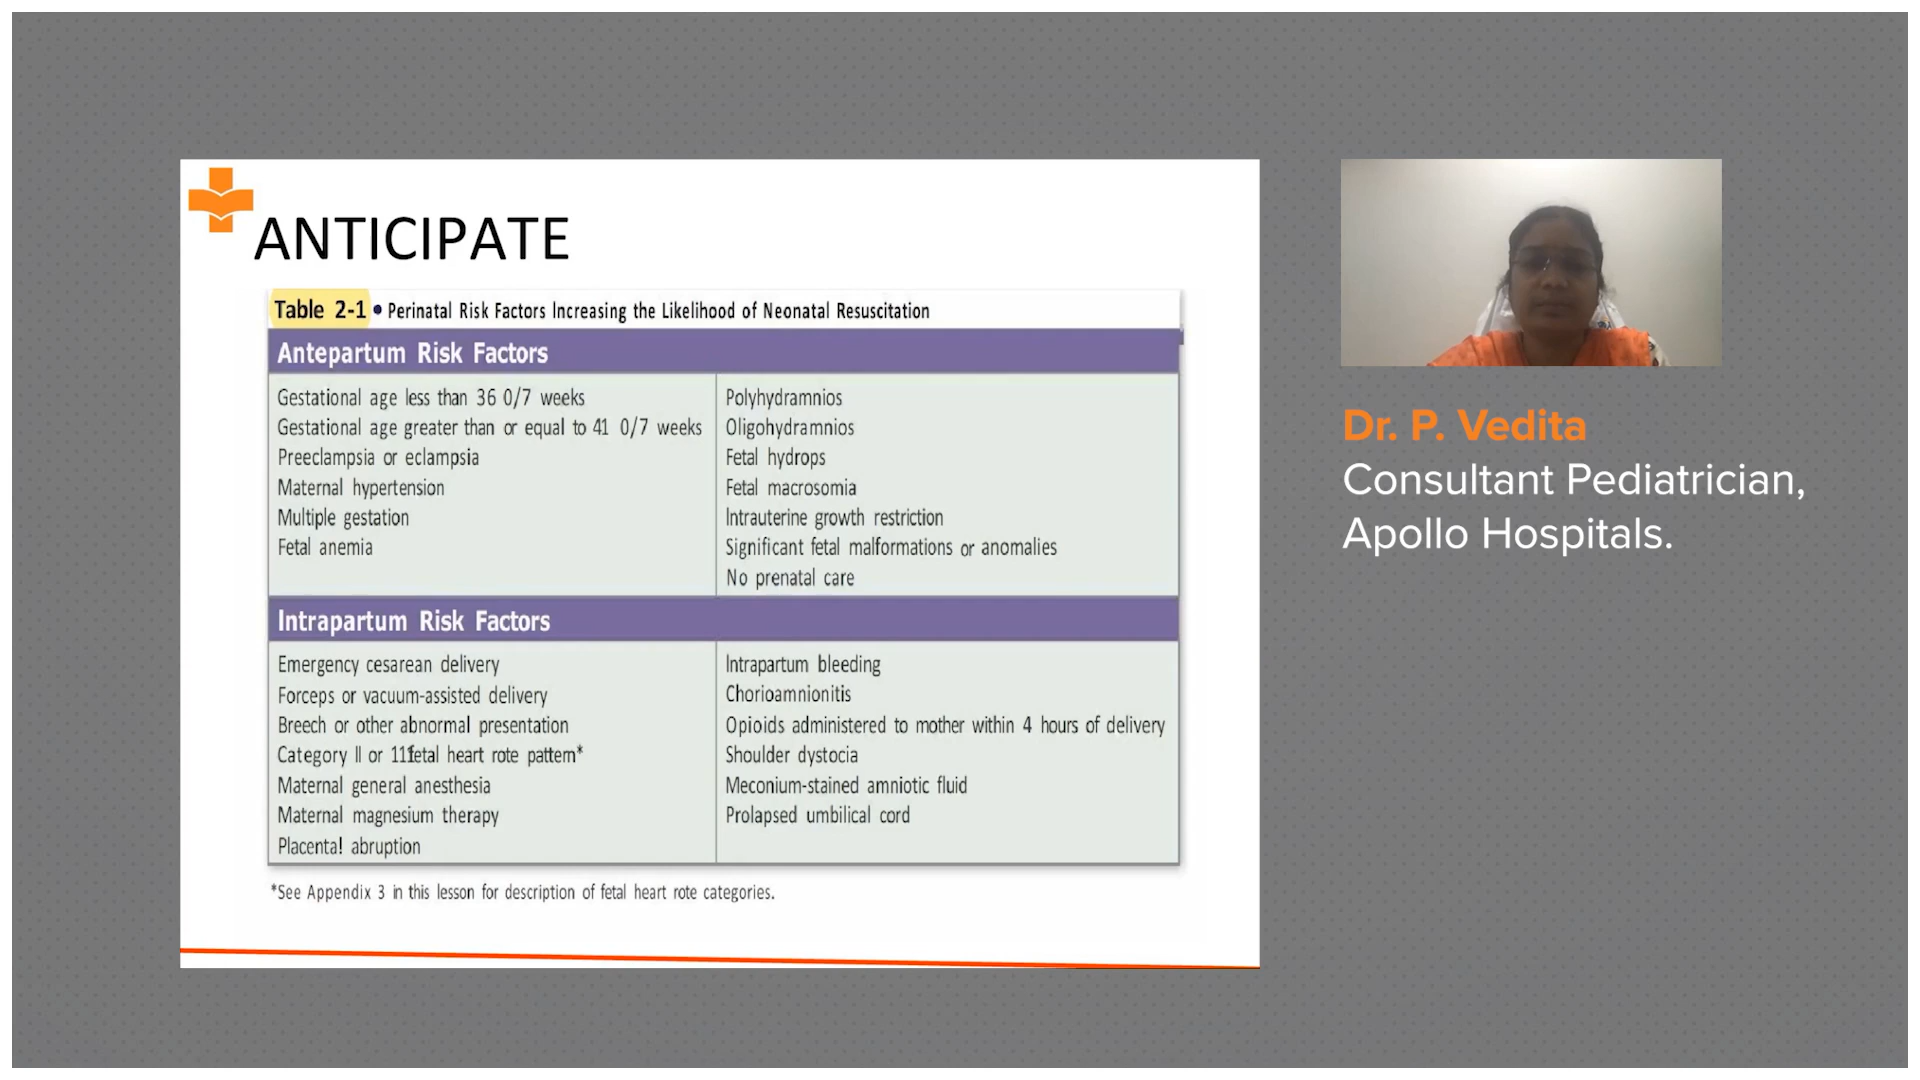 ANTICIPATE
Table 2-1 • Perinatal Risk Factors Increasing the Likelihood of Neonatal Resuscitation
Antepartum Risk Factors
Gestational age less than 36 0/7 weeks
Gestational age greater than or equal to 41 0/7 weeks
Preeclampsia or eclampsia
Maternal hypertension
Multiple gestation
Fetal anemia
Polyhydramnios
Oligohydramnios
Fetal hydrops
Fetal macrosomia
Intrauterine growth restriction
Significant fetal malformations or anomalies
No prenatal care
Intrapartum Risk Factors
Emergency cesarean delivery
Forceps or vacuum-assisted delivery
Breech or other abnormal presentation
Category II or 111fetal heart rote pattem*
Maternal general anesthesia
Maternal magnesium therapy
Placenta! abruption
Intrapartum bleeding
Chorioamnionitis
Opioids administered to mother within 4 hours of delivery
Shoulder dystocia
Meconium-stained amniotic fluid
Prolapsed umbilical cord
*See Appendix 3 in this lesson for description of fetal heart rote categories.
Dr. P. Vedita
Consultant Pediatrician,
Apollo Hospitals.